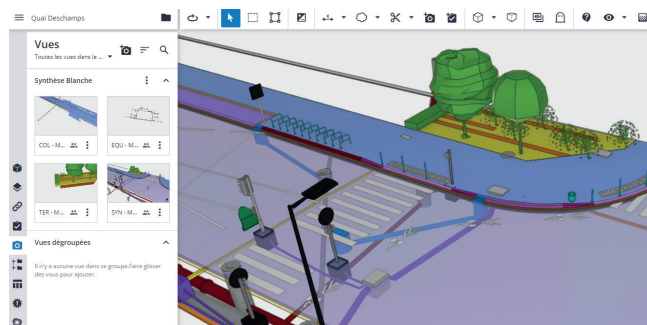 Quai Deschamps
Vues
Toutes les vues dans le ...
Synthèse Blanche
COL - M...
EQU - M...
TER - M...
SYN - M...
Vues dégroupées
Il n'y a aucune vue dans ce groupe.Faire glisser
des vues pour ajouter.